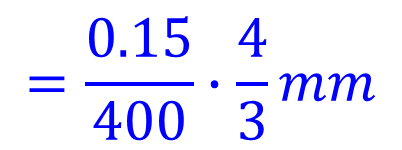 = 0.15/400 · 4/3 mm